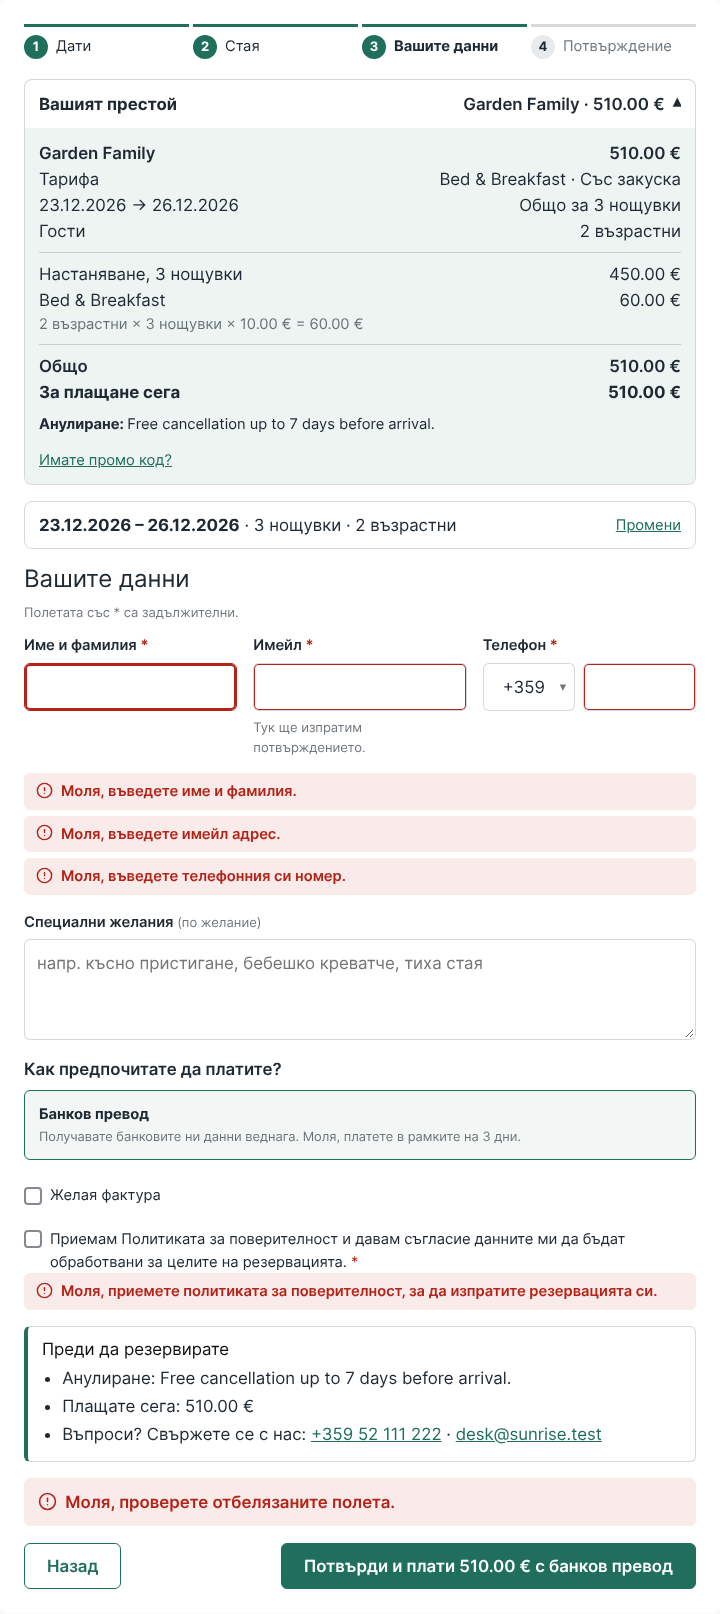 1 Дати
2 Стая
3 Вашите данни
4 Потвърждение
Вашият престой Garden Family · 510.00 € ▲
Garden Family 510.00 €
Тарифа Bed & Breakfast · Със закуска
23.12.2026 → 26.12.2026 Общо за 3 нощувки
Гости 2 възрастни
Настаняване, 3 нощувки 450.00 €
Bed & Breakfast 60.00 €
2 възрастни × 3 нощувки × 10.00 € = 60.00 €
Общо 510.00 €
За плащане сега 510.00 €
Анулиране: Free cancellation up to 7 days before arrival.
Имате промо код?
23.12.2026 – 26.12.2026 · 3 нощувки · 2 възрастни Промени
Вашите данни
Полетата със * са задължителни.
Име и фамилия * Имейл * Телефон *
+359 ▾
Тук ще изпратим
потвърждението.
Моля, въведете име и фамилия.
Моля, въведете имейл адрес.
Моля, въведете телефонния си номер.
Специални желания (по желание)
напр. късно пристигане, бебешко креватче, тиха стая
Как предпочитате да платите?
Банков превод
Получавате банковите ни данни веднага. Моля, платете в рамките на 3 дни.
Желая фактура
Приемам Политиката за поверителност и давам съгласие данните ми да бъдат
обработвани за целите на резервацията. *
Моля, приемете политиката за поверителност, за да изпратите резервацията си.
Преди да резервирате
• Анулиране: Free cancellation up to 7 days before arrival.
• Плащате сега: 510.00 €
• Въпроси? Свържете се с нас: +359 52 111 222 · desk@sunrise.test
Моля, проверете отбелязаните полета.
Назад Потвърди и плати 510.00 € с банков превод